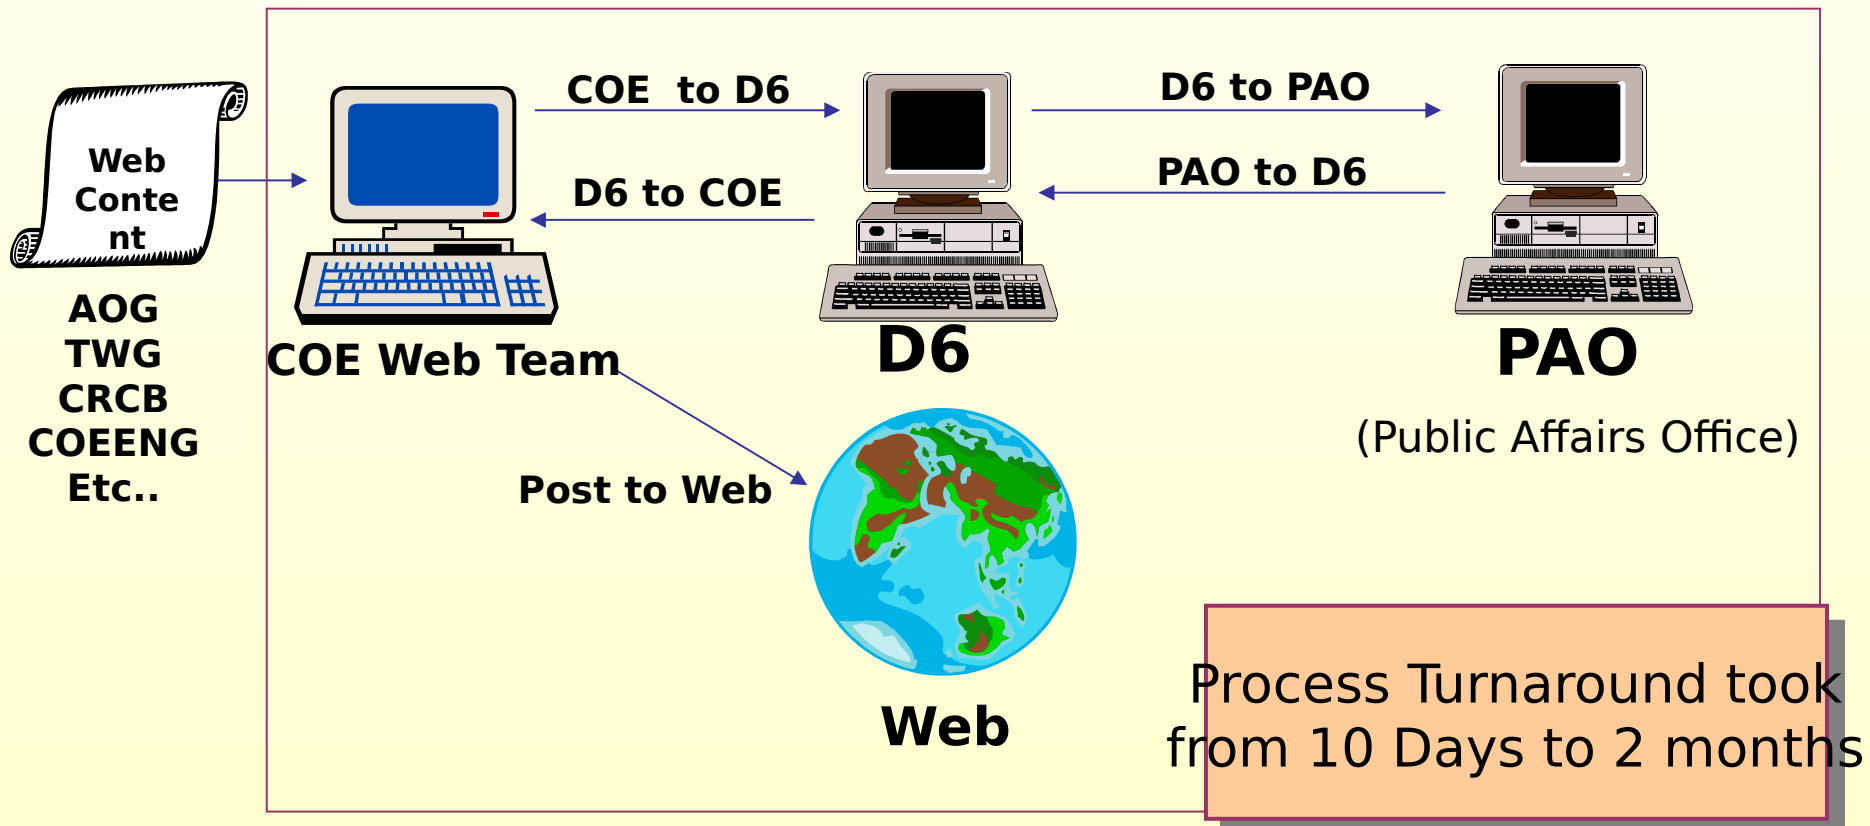 COE  to D6
D6 to PAO
Web
Conte
nt
D6 to COE
PAO to D6
AOG
TWG
CRCB
COEENG
Etc..
COE Web Team
D6
PAO
(Public Affairs Office)
Post to Web
Web
Process Turnaround took
from 10 Days to 2 months